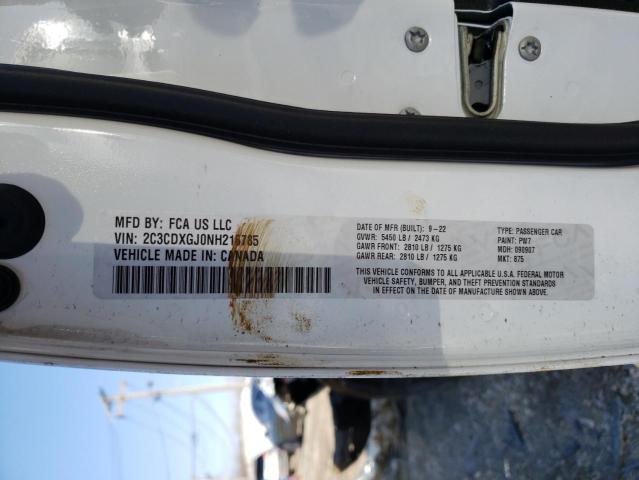 MFD BY: FCA US LLC
VIN: 2C3CDXGJ0NH215785
VEHICLE MADE IN: CANADA
DATE OF MFR (BUILT): 9-22
GVWR: 5450 LB / 2473 KG
GAWR FRONT: 2810 LB / 1275 KG
GAWR REAR: 2810 LB / 1275 KG
TYPE: PASSENGER CAR
PAINT: PW7
MDH: 090907
MKT: 875
THIS VEHICLE CONFORMS TO ALL APPLICABLE U.S.A. FEDERAL MOTOR
VEHICLE SAFETY, BUMPER, AND THEFT PREVENTION STANDARDS
IN EFFECT ON THE DATE OF MANUFACTURE SHOWN ABOVE.